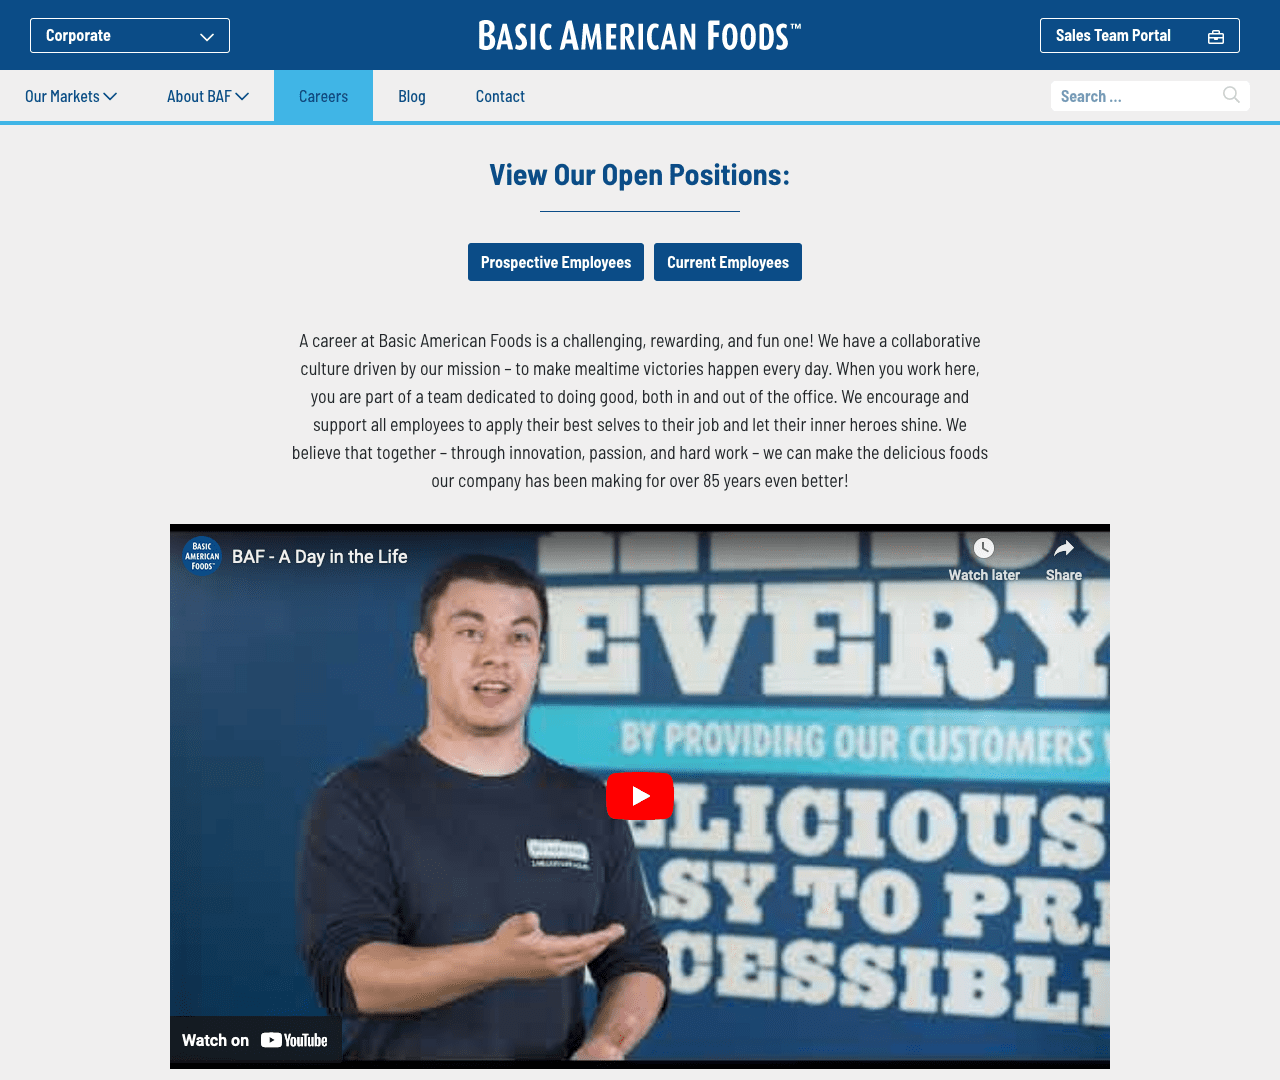 Corporate
BASIC AMERICAN FOODS™
Sales Team Portal
Our Markets
About BAF
Careers
Blog
Contact
Search ...
View Our Open Positions:
Prospective Employees
Current Employees
A career at Basic American Foods is a challenging, rewarding, and fun one! We have a collaborative
culture driven by our mission – to make mealtime victories happen every day. When you work here,
you are part of a team dedicated to doing good, both in and out of the office. We encourage and
support all employees to apply their best selves to their job and let their inner heroes shine. We
believe that together – through innovation, passion, and hard work – we can make the delicious foods
our company has been making for over 85 years even better!
BASIC
AMERICAN
FOODS™
BAF - A Day in the Life
Watch later
Share
EVERY
BY PROVIDING OUR CUSTOMERS
ELICIOUS
ASY TO PR
CCESSIBL
Watch on YouTube